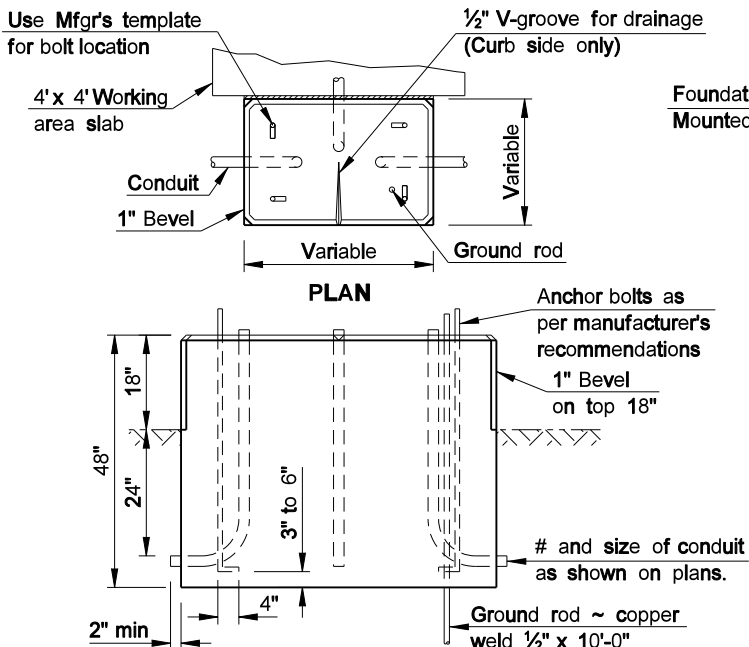 Use Mfgr's template
for bolt location
½" V-groove for drainage
(Curb side only)
4' x 4' Working
area slab
Foundat
Mounted
Variable
Conduit
1" Bevel
Variable
Ground rod
PLAN
Anchor bolts as
per manufacturer's
recommendations
1" Bevel
on top 18"
18"
48"
24"
3" to 6"
# and size of conduit
as shown on plans.
4"
2" min
Ground rod ~ copper
weld ½" x 10'-0"